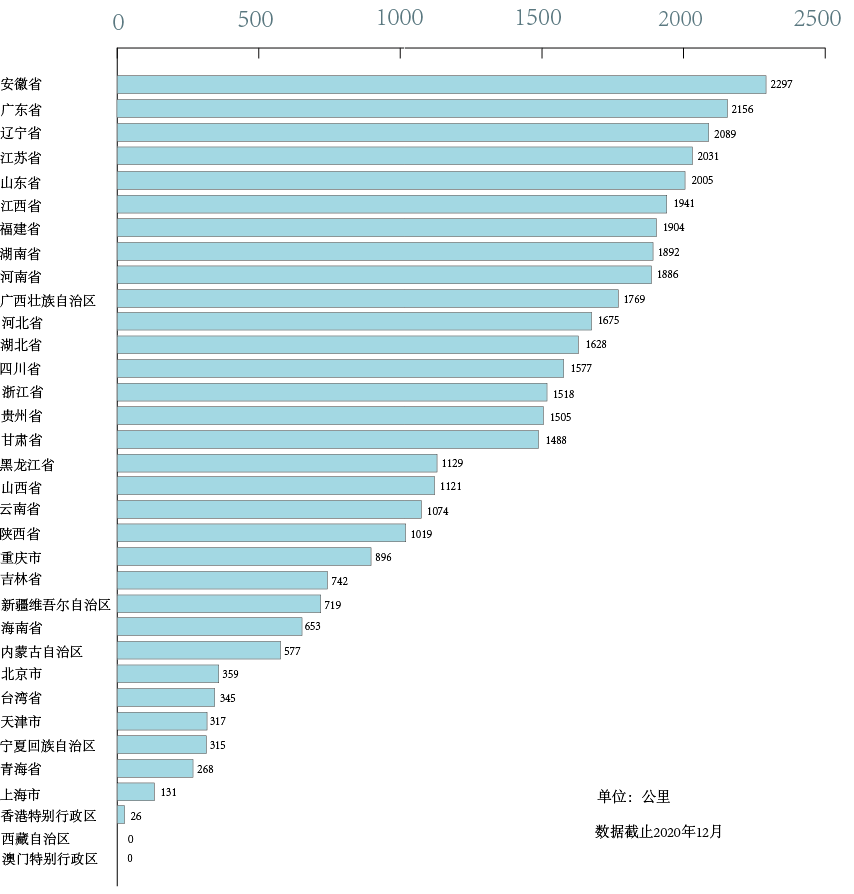 0 500 1000 1500 2000 2500
安徽省 2297
广东省 2156
辽宁省 2089
江苏省 2031
山东省 2005
江西省 1941
福建省 1904
湖南省 1892
河南省 1886
广西壮族自治区 1769
河北省 1675
湖北省 1628
四川省 1577
浙江省 1518
贵州省 1505
甘肃省 1488
黑龙江省 1129
山西省 1121
云南省 1074
陕西省 1019
重庆市 896
吉林省 742
新疆维吾尔自治区 719
海南省 653
内蒙古自治区 577
北京市 359
台湾省 345
天津市 317
宁夏回族自治区 315
青海省 268
上海市 131
香港特别行政区 26
西藏自治区 0
澳门特别行政区 0
单位：公里
数据截止2020年12月